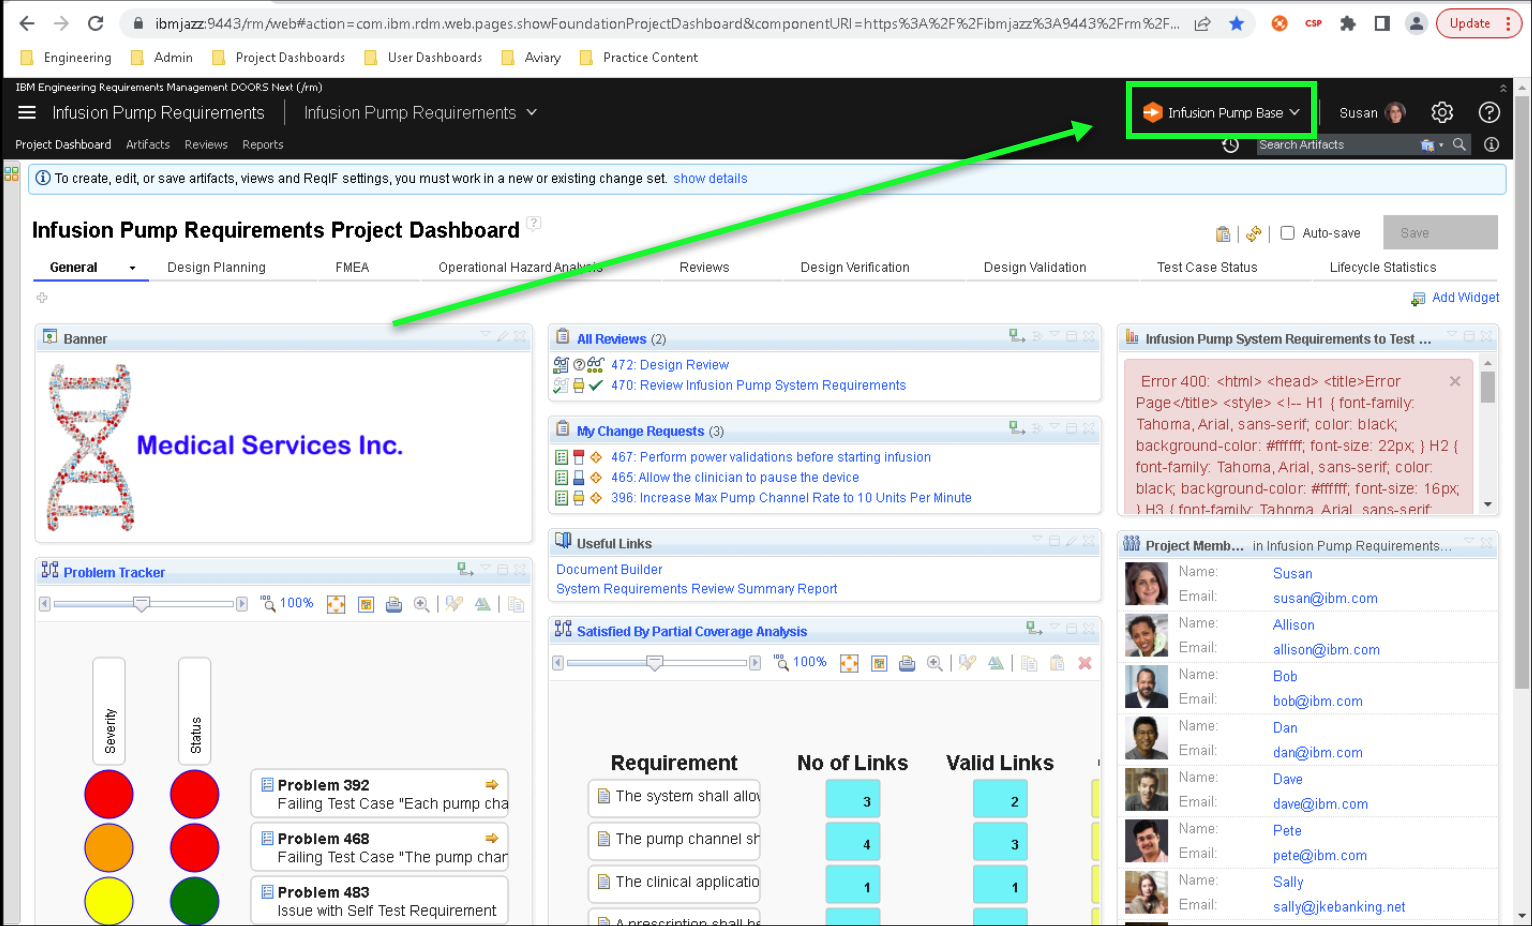 ibmjazz:9443/rm/web#action=com.ibm.rdm.web.pages.showFoundationProjectDashboard&componentURI=https%3A%2F%2Fibmjazz%3A9443%2Frm%2F...
CSP
Update
Engineering
Admin
Project Dashboards
User Dashboards
Aviary
Practice Content
IBM Engineering Requirements Management DOORS Next (/rm)
Infusion Pump Requirements
Infusion Pump Requirements
Infusion Pump Base
Susan
Project Dashboard
Artifacts
Reviews
Reports
Search Artifacts
To create, edit, or save artifacts, views and ReqIF settings, you must work in a new or existing change set. show details
Infusion Pump Requirements Project Dashboard
Auto-save
Save
General
Design Planning
FMEA
Operational Hazard Analysis
Reviews
Design Verification
Design Validation
Test Case Status
Lifecycle Statistics
Add Widget
Banner
Medical Services Inc.
Problem Tracker
100
100%
Severity
Status
Problem 392
Failing Test Case "Each pump cha
Problem 468
Failing Test Case "The pump char
Problem 483
Issue with Self Test Requirement
All Reviews (2)
472: Design Review
470: Review Infusion Pump System Requirements
My Change Requests (3)
467: Perform power validations before starting infusion
465: Allow the clinician to pause the device
396: Increase Max Pump Channel Rate to 10 Units Per Minute
Useful Links
Document Builder
System Requirements Review Summary Report
Satisfied By Partial Coverage Analysis
100
100%
Requirement
No of Links
Valid Links
The system shall allow
3
2
The pump channel sh
4
3
The clinical applicatio
1
1
A prescription shall be
Infusion Pump System Requirements to Test ...
Error 400: <html> <head> <title>Error
Page</title> <style> <!-- H1 { font-family:
Tahoma, Arial, sans-serif; color: black;
background-color: #ffffff; font-size: 22px; } H2 {
font-family: Tahoma, Arial, sans-serif; color:
black; background-color: #ffffff; font-size: 16px;
} H3 { font-family: Tahoma, Arial, sans-serif;
Project Memb... in Infusion Pump Requirements...
Name: Susan
Email: susan@ibm.com
Name: Allison
Email: allison@ibm.com
Name: Bob
Email: bob@ibm.com
Name: Dan
Email: dan@ibm.com
Name: Dave
Email: dave@ibm.com
Name: Pete
Email: pete@ibm.com
Name: Sally
Email: sally@jkebanking.net